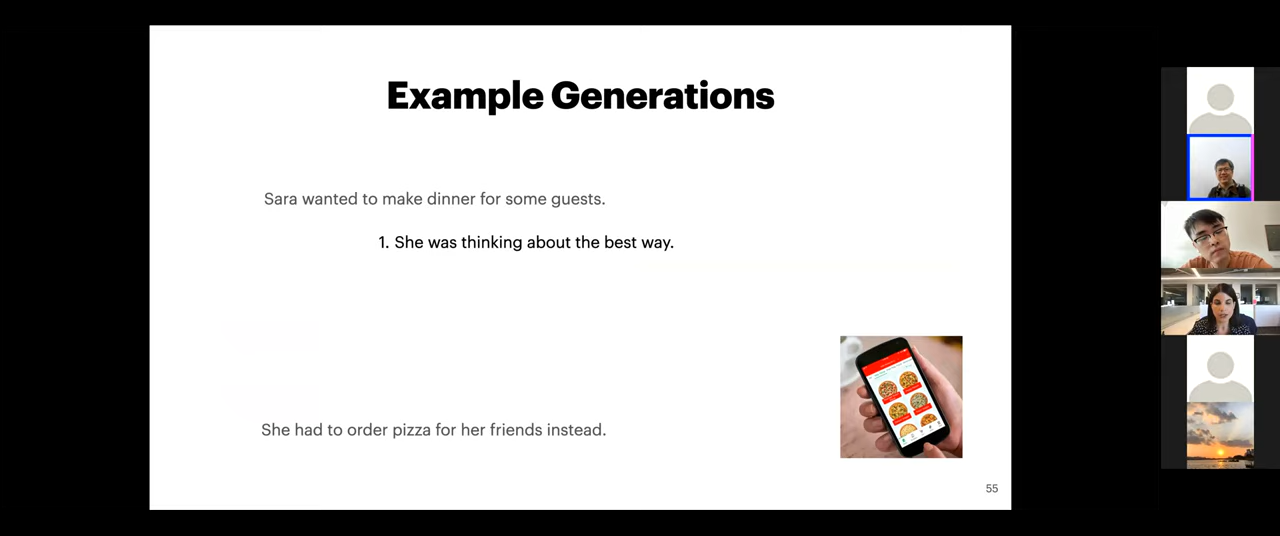 Example Generations
Sara wanted to make dinner for some guests.
1. She was thinking about the best way.
She had to order pizza for her friends instead.
55